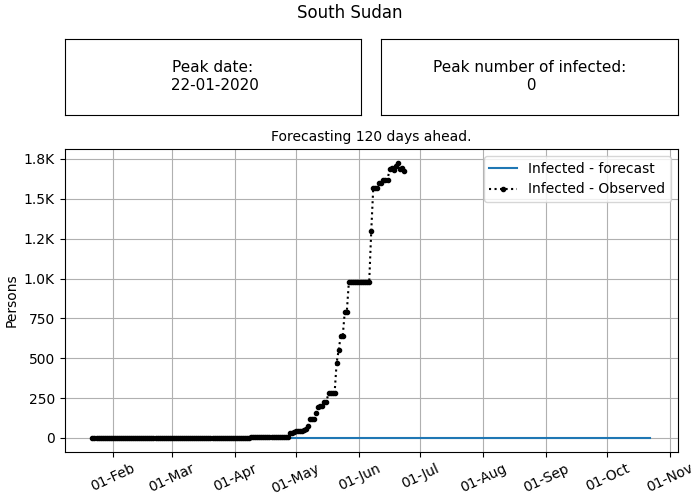 South Sudan
Peak date:
22-01-2020
Peak number of infected:
0
Forecasting 120 days ahead.
Infected - forecast
Infected - Observed
Persons
1.8K
1.5K
1.2K
1.0K
750
500
250
0
01-Feb
01-Mar
01-Apr
01-May
01-Jun
01-Jul
01-Aug
01-Sep
01-Oct
01-Nov